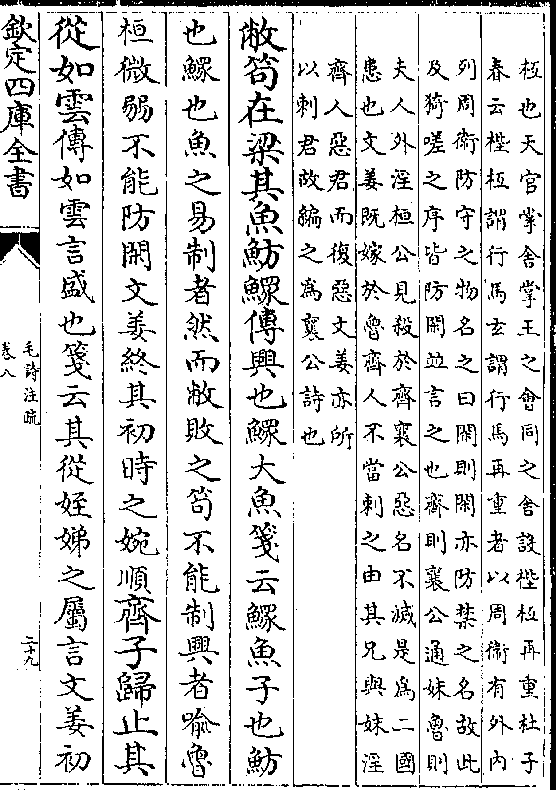 枑也天官掌舍掌王之會同之舍設梐枑再重杜子
春云梐枑謂行馬玄謂行馬再重者以周衛有外内
列周衛防守之物名之曰閑則閑亦防禁之名故此
及猗嗟之序皆防閑並言之也齊則襄公通妹魯則
夫人外淫桓公見殺於齊襄公惡名不滅是為二國
患也文姜既嫁於魯齊人不當刺之由其兄與妹淫
齊人惡君而復惡文姜亦所
以刺君故編之為襄公詩也
敝笱在梁其魚魴鰥傳興也鰥大魚箋云鰥魚子也魴
也鰥也魚之易制者然而敝敗之笱不能制興者喻魯
桓微弱不能防閑文姜終其初時之婉順齊子歸止其
從如雲傳如雲言盛也箋云其從姪娣之屬言文姜初
欽定四庫全書
毛詩注疏
卷八
二十九